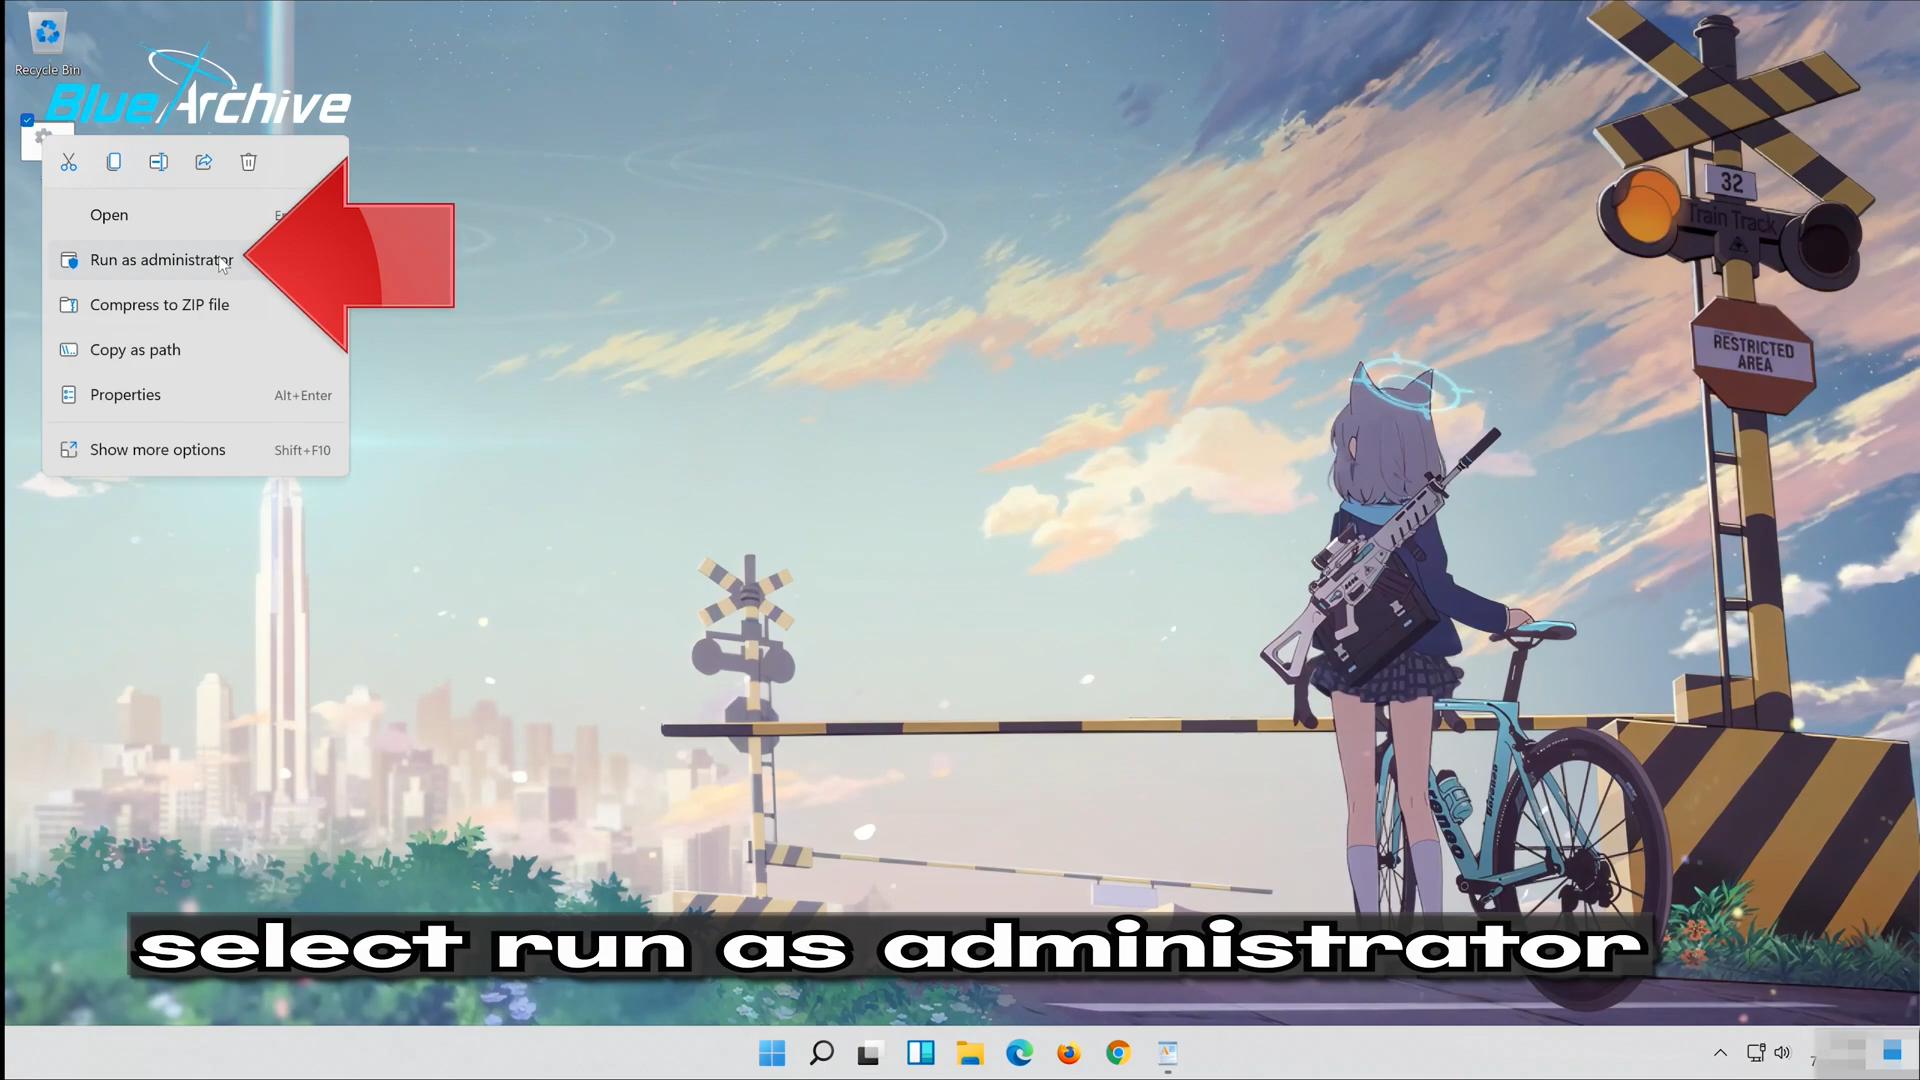 Recycle Bin
Blue Archive
Open
Run as administrator
Compress to ZIP file
Copy as path
Properties Alt+Enter
Show more options Shift+F10
32
Train Track
RESTRICTED
AREA
select run as administrator